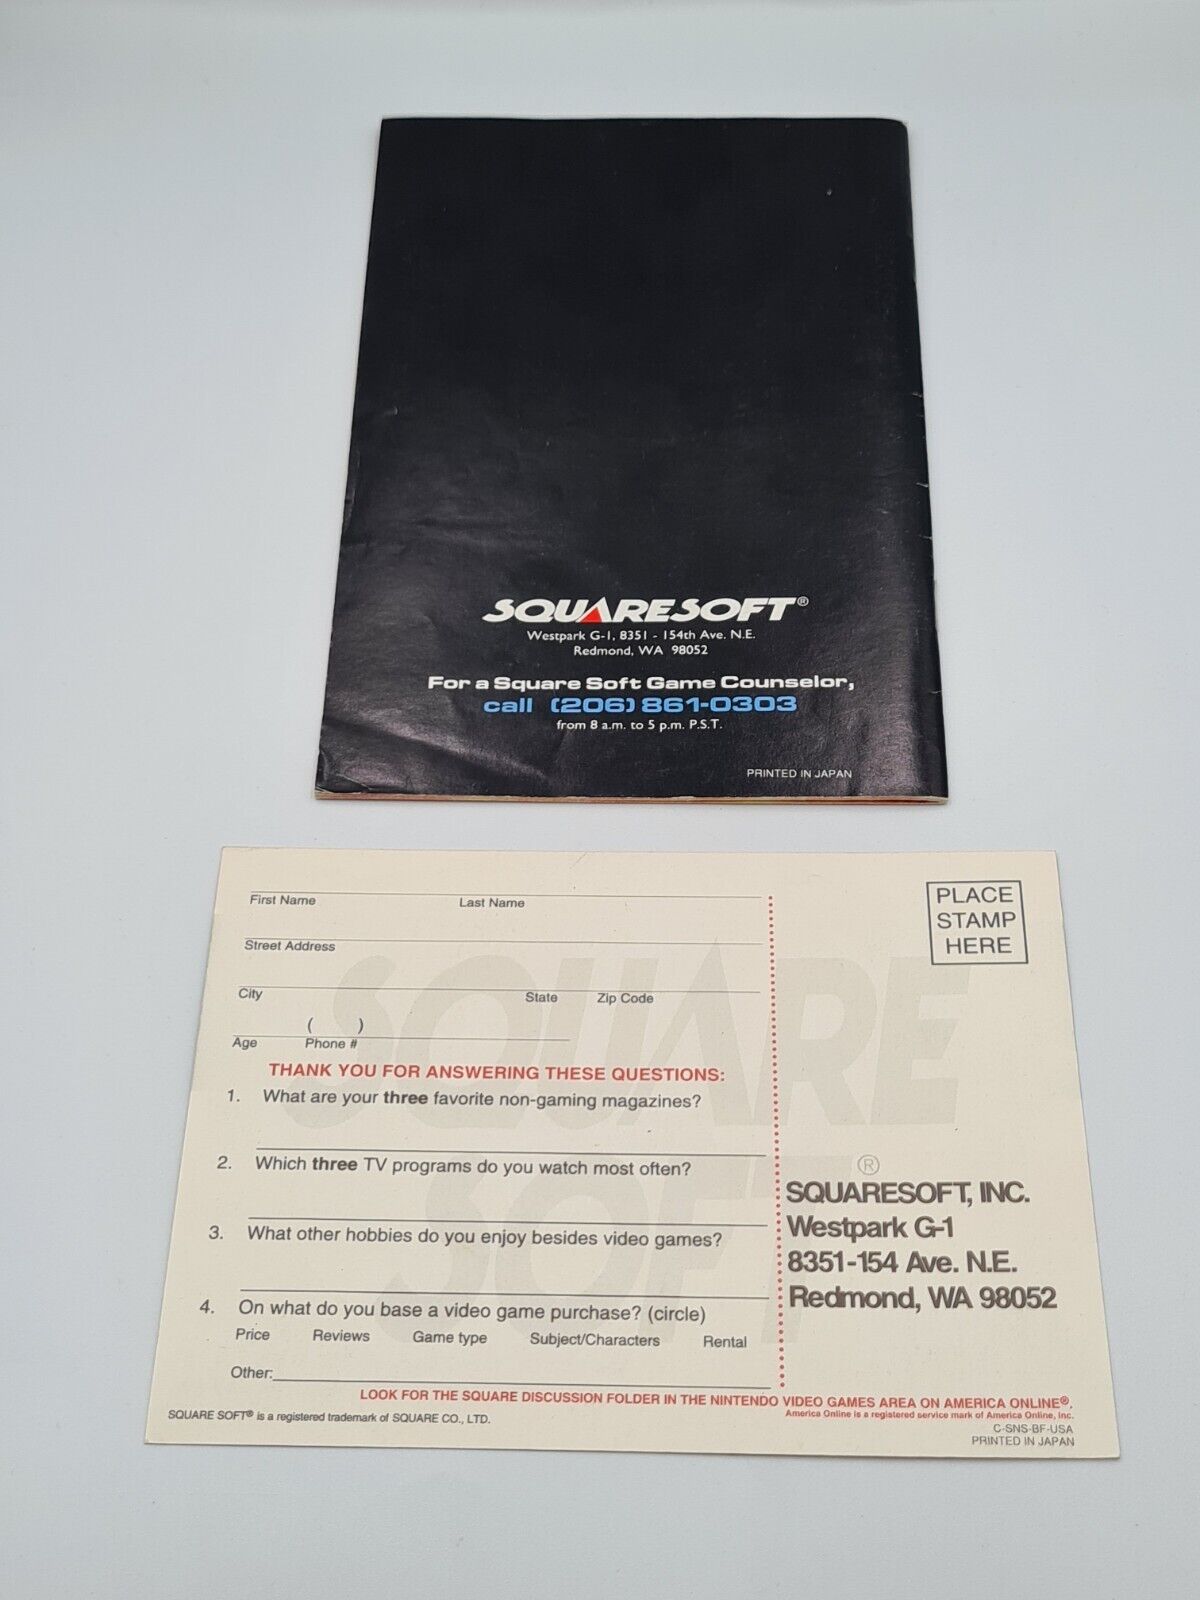 SQUARESOFT®
Westpark G-1, 8351 - 154th Ave. N.E.
Redmond, WA 98052
For a Square Soft Game Counselor,
call (206) 861-0303
from 8 a.m. to 5 p.m. P.S.T.
PRINTED IN JAPAN
First Name Last Name
Street Address
City State Zip Code
( )
Age Phone #
THANK YOU FOR ANSWERING THESE QUESTIONS:
1. What are your three favorite non-gaming magazines?
2. Which three TV programs do you watch most often?
3. What other hobbies do you enjoy besides video games?
4. On what do you base a video game purchase? (circle)
Price Reviews Game type Subject/Characters Rental
Other:
PLACE
STAMP
HERE
SQUARE
SOFT®
SQUARESOFT, INC.
Westpark G-1
8351-154 Ave. N.E.
Redmond, WA 98052
LOOK FOR THE SQUARE DISCUSSION FOLDER IN THE NINTENDO VIDEO GAMES AREA ON AMERICA ONLINE®.
SQUARE SOFT® is a registered trademark of SQUARE CO., LTD.
America Online is a registered service mark of America Online, Inc.
C-SNS-BF-USA
PRINTED IN JAPAN